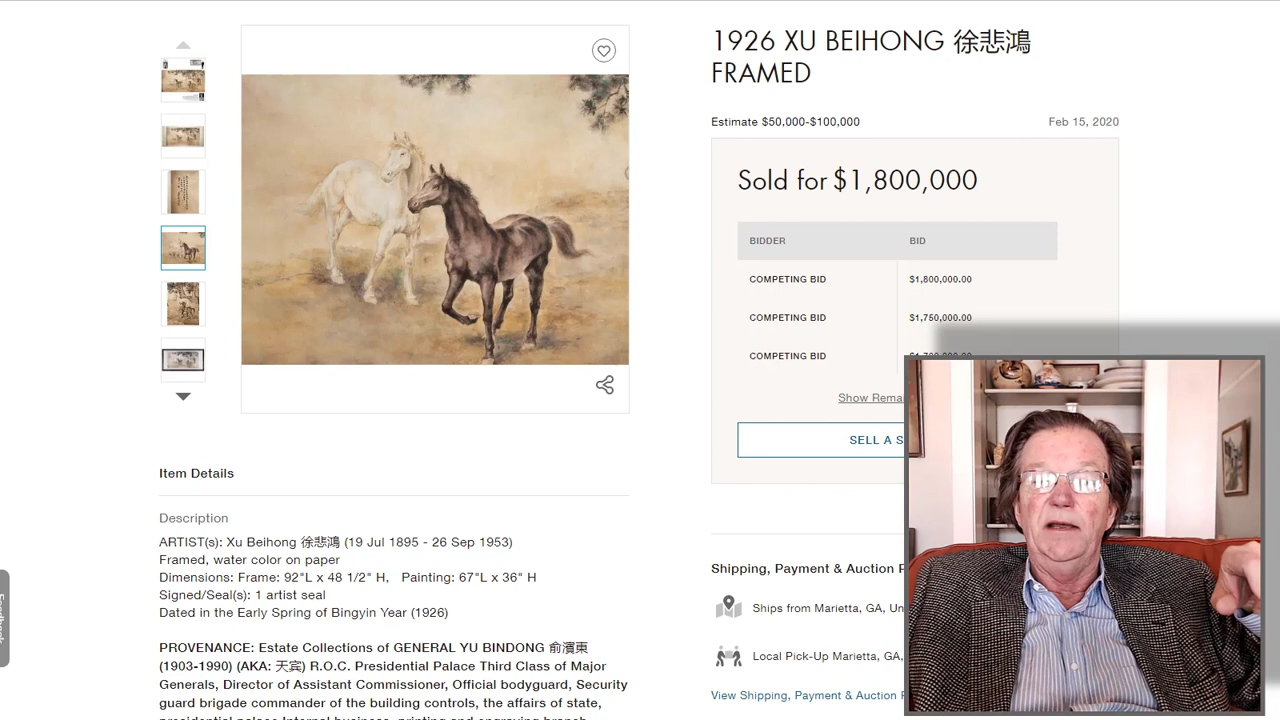 1926 XU BEIHONG 徐悲鴻
FRAMED
Estimate $50,000-$100,000
Feb 15, 2020
Sold for $1,800,000
BIDDER
BID
COMPETING BID
$1,800,000.00
COMPETING BID
$1,750,000.00
COMPETING BID
Show Rema
SELL A S
Item Details
Description
ARTIST(s): Xu Beihong 徐悲鴻 (19 Jul 1895 - 26 Sep 1953)
Framed, water color on paper
Dimensions: Frame: 92"L x 48 1/2" H, Painting: 67"L x 36" H
Signed/Seal(s): 1 artist seal
Dated in the Early Spring of Bingyin Year (1926)
PROVENANCE: Estate Collections of GENERAL YU BINDONG 俞濱東
(1903-1990) (AKA: 天宾) R.O.C. Presidential Palace Third Class of Major
Generals, Director of Assistant Commissioner, Official bodyguard, Security
guard brigade commander of the building controls, the affairs of state,
Shipping, Payment & Auction P
Ships from Marietta, GA, Un
Local Pick-Up Marietta, GA,
View Shipping, Payment & Auction
Feedback